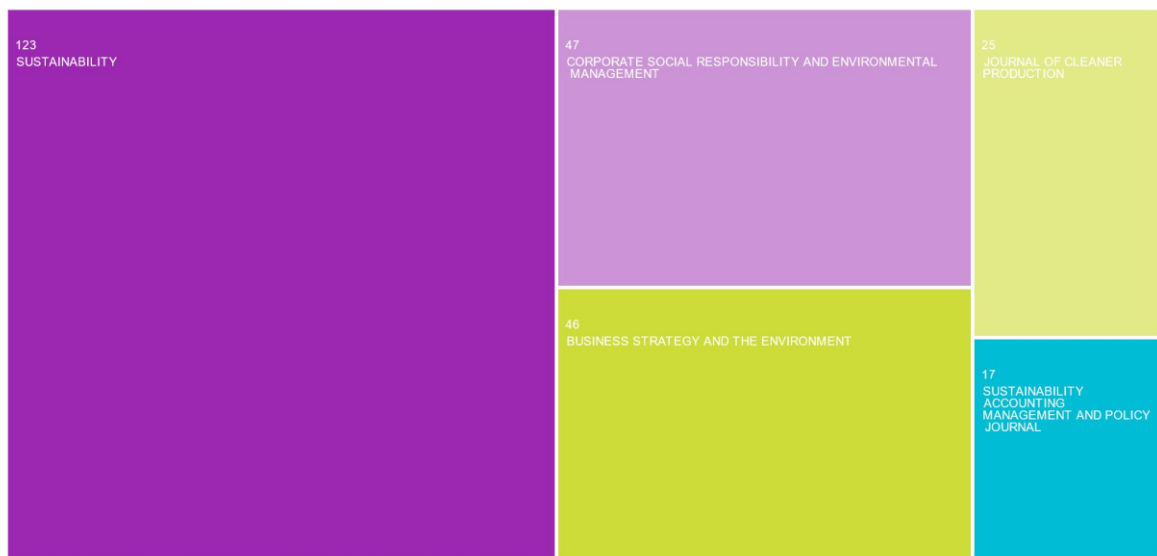 123
SUSTAINABILITY
47
CORPORATE SOCIAL RESPONSIBILITY AND ENVIRONMENTAL
MANAGEMENT
46
BUSINESS STRATEGY AND THE ENVIRONMENT
25
JOURNAL OF CLEANER
PRODUCTION
17
SUSTAINABILITY
ACCOUNTING
MANAGEMENT AND POLICY
JOURNAL